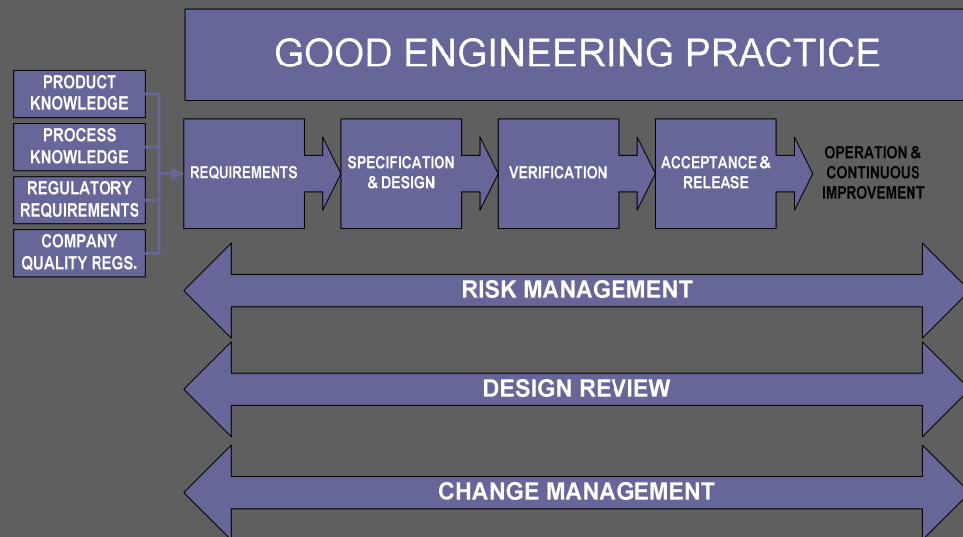 GOOD ENGINEERING PRACTICE
PRODUCT
KNOWLEDGE
PROCESS
KNOWLEDGE
REGULATORY
REQUIREMENTS
COMPANY
QUALITY REGS.
REQUIREMENTS
SPECIFICATION
& DESIGN
VERIFICATION
ACCEPTANCE &
RELEASE
OPERATION &
CONTINUOUS
IMPROVEMENT
RISK MANAGEMENT
DESIGN REVIEW
CHANGE MANAGEMENT